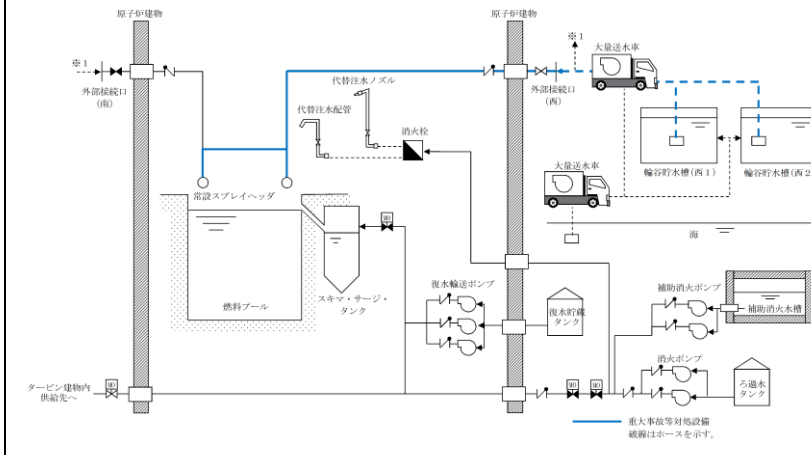 原子炉建物
原子炉建物
※1
外部接続口
(南)
※1
大量送水車
外部接続口
(西)
代替注水ノズル
代替注水配管
消火栓
輪谷貯水槽(西1)
輪谷貯水槽(西2
大量送水車
海
常設スプレイヘッダ
燃料プール
スキマ・サージ・
タンク
MO
復水輸送ポンプ
復水貯蔵
タンク
補助消火ポンプ
補助消火水槽
消火ポンプ
ろ過水
タンク
タービン建物内
供給先へ
MO
MO
MO
重大事故等対処設備
破線はホースを示す。